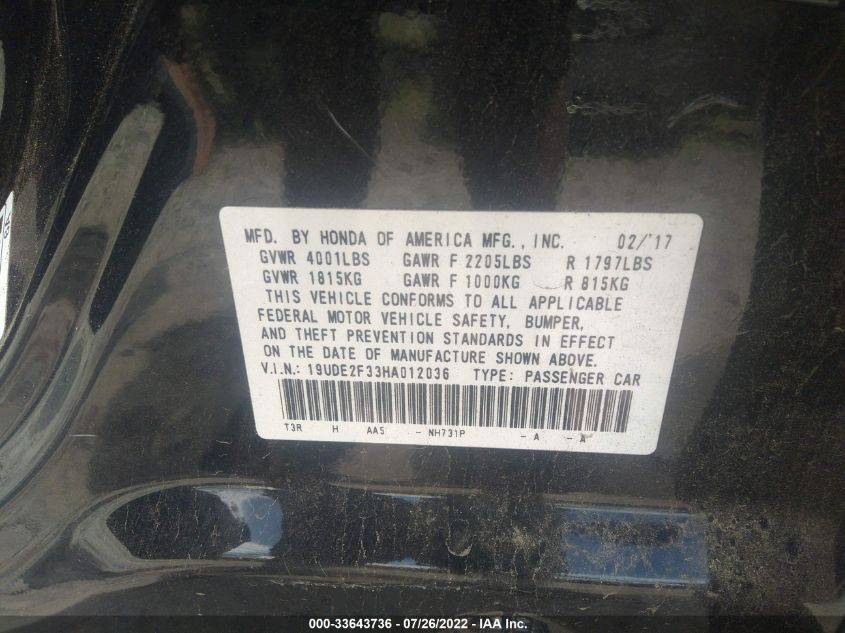 MFD. BY HONDA OF AMERICA MFG., INC. 02/'17
GVWR 4001LBS GAWR F 2205LBS R 1797LBS
GVWR 1815KG GAWR F 1000KG R 815KG
THIS VEHICLE CONFORMS TO ALL APPLICABLE
FEDERAL MOTOR VEHICLE SAFETY, BUMPER,
AND THEFT PREVENTION STANDARDS IN EFFECT
ON THE DATE OF MANUFACTURE SHOWN ABOVE.
V.I.N.: 19UDE2F33HA012036 TYPE: PASSENGER CAR
T3R H AA5 - NH731P - A - A
000-33643736 - 07/26/2022 - IAAI - Copart, Inc.